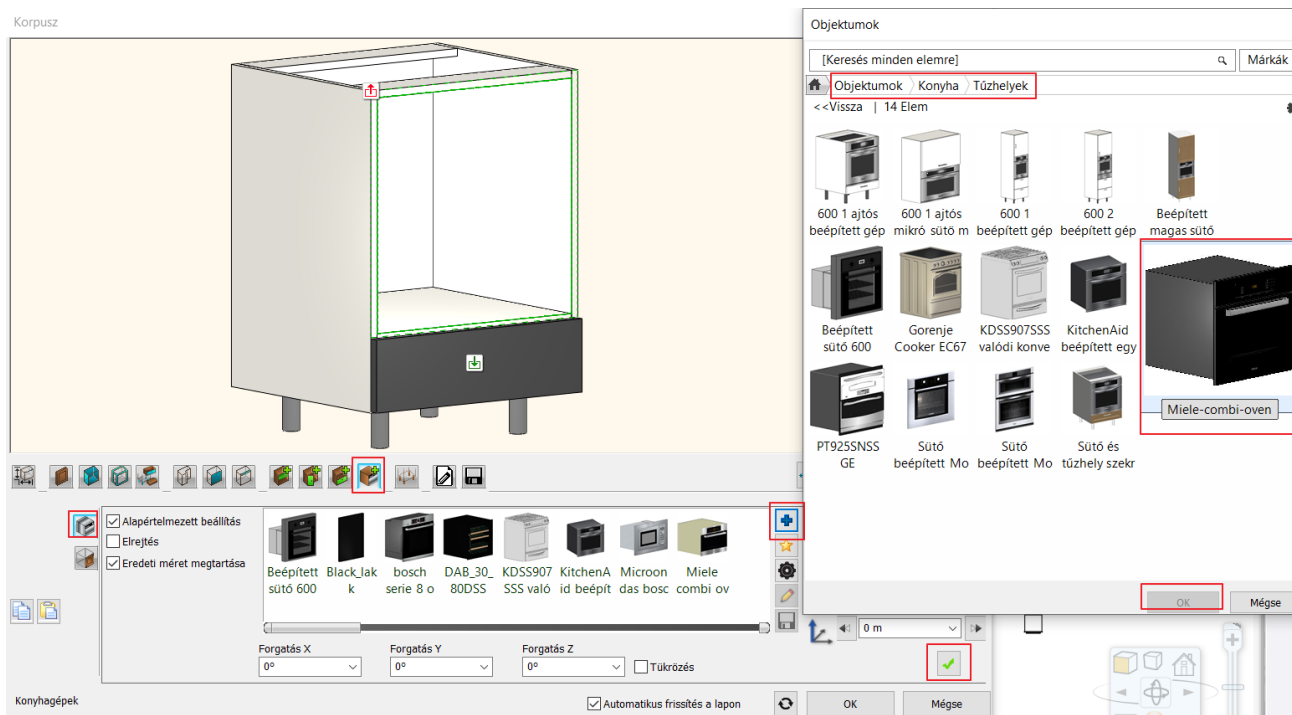 Korpusz
Objektumok
[Keresés minden elemre]
Márkák
Objektumok Konyha Tűzhelyek
<<Vissza | 14 Elem
600 1 ajtós
beépített gép
600 1 ajtós
mikró sütö m
600 1
beépített gép
600 2
beépített gép
Beépített
magas sütő
Beépített
sütő 600
Gorenje
Cooker EC67
KDSS907SSS
valódi konve
KitchenAid
beépített egy
Miele-combi-oven
PT925SNSS
GE
Sütő
beépített Mo
Sütő
beépített Mo
Sütő és
tűzhely szekr
OK
Mégse
Alapértelmezett beállítás
Elrejtés
Eredeti méret megtartása
Beépített
sütő 600
Black_lak
k
bosch
serie 8 o
DAB_30_
80DSS
KDSS907
SSS való
KitchenA
id beépít
Microon
das bosc
Miele
combi ov
0 m
Forgatás X
0°
Forgatás Y
0°
Forgatás Z
0°
Tükrözés
Konyhagépek
Automatikus frissítés a lapon
OK
Mégse